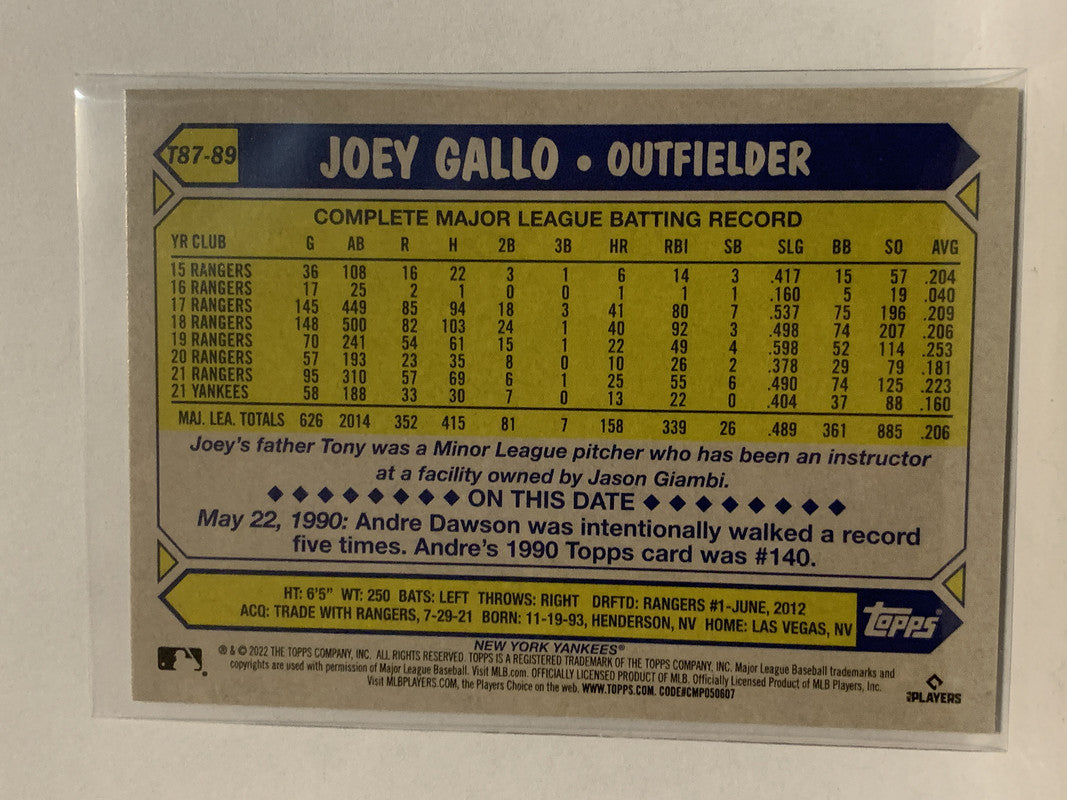 T87-89
JOEY GALLO • OUTFIELDER
COMPLETE MAJOR LEAGUE BATTING RECORD
YR CLUB G AB R H 2B 3B HR RBI SB SLG BB SO AVG
15 RANGERS 36 108 16 22 3 1 6 14 3 .417 15 57 .204
16 RANGERS 17 25 2 1 0 0 1 1 1 .160 5 19 .040
17 RANGERS 145 449 85 94 18 3 41 80 7 .537 75 196 .209
18 RANGERS 148 500 82 103 24 1 40 92 3 .498 74 207 .206
19 RANGERS 70 241 54 61 15 1 22 49 4 .598 52 114 .253
20 RANGERS 57 193 23 35 8 0 10 26 2 .378 29 79 .181
21 RANGERS 95 310 57 69 6 1 25 55 6 .490 74 125 .223
21 YANKEES 58 188 33 30 7 0 13 22 0 .404 37 88 .160
MAJ. LEA. TOTALS 626 2014 352 415 81 7 158 339 26 .489 361 885 .206
Joey's father Tony was a Minor League pitcher who has been an instructor
at a facility owned by Jason Giambi.
◆ ◆ ◆ ◆ ◆ ◆ ◆ ◆ ON THIS DATE ◆ ◆ ◆ ◆ ◆ ◆ ◆ ◆
May 22, 1990: Andre Dawson was intentionally walked a record
five times. Andre's 1990 Topps card was #140.
HT: 6'5" WT: 250 BATS: LEFT THROWS: RIGHT DRFTD: RANGERS #1-JUNE, 2012
ACQ: TRADE WITH RANGERS, 7-29-21 BORN: 11-19-93, HENDERSON, NV HOME: LAS VEGAS, NV
Topps®
NEW YORK YANKEES®
® & © 2022 THE TOPPS COMPANY, INC. ALL RIGHTS RESERVED. TOPPS IS A REGISTERED TRADEMARK OF THE TOPPS COMPANY, INC. Major League Baseball trademarks and
copyrights are used with permission of Major League Baseball. Visit MLB.com. OFFICIALLY LICENSED PRODUCT OF MLB. Officially Licensed Product of MLB Players, Inc.
Visit MLBPLAYERS.COM, the Players Choice on the web. WWW.TOPPS.COM. CODE#CMP050607
PLAYERS